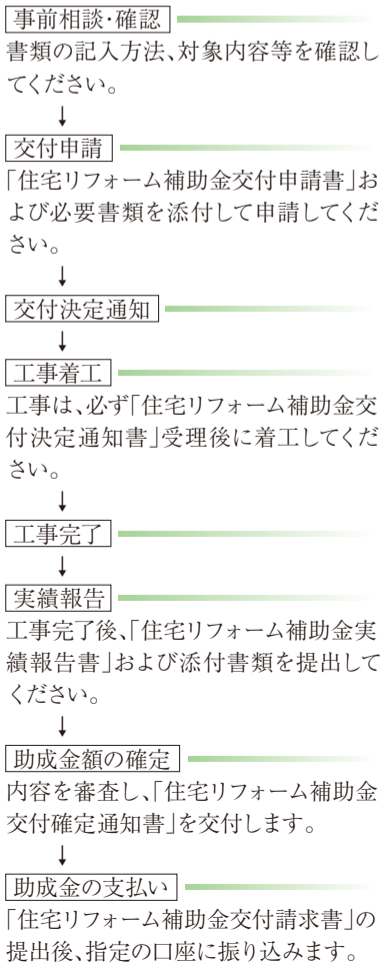 事前相談・確認
書類の記入方法、対象内容等を確認し
てください。
↓
交付申請
「住宅リフォーム補助金交付申請書」お
よび必要書類を添付して申請してくだ
さい。
↓
交付決定通知
↓
工事着工
工事は、必ず「住宅リフォーム補助金交
付決定通知書」受理後に着工してくだ
さい。
↓
工事完了
↓
実績報告
工事完了後、「住宅リフォーム補助金実
績報告書」および添付書類を提出して
ください。
↓
助成金額の確定
内容を審査し、「住宅リフォーム補助金
交付確定通知書」を交付します。
↓
助成金の支払い
「住宅リフォーム補助金交付請求書」の
提出後、指定の口座に振り込みます。